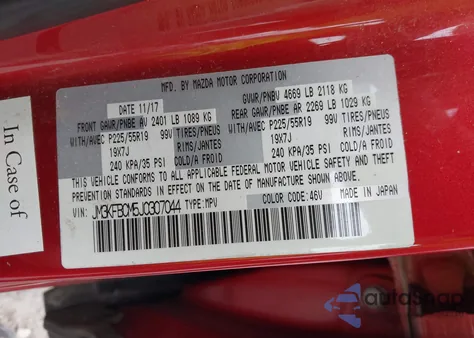 MFD. BY MAZDA MOTOR CORPORATION
DATE 11/17
GVWR/PNBV 4669 LB 2118 KG
FRONT GAWR/PNBE AV 2401 LB 1089 KG
REAR GAWR/PNBE AR 2269 LB 1029 KG
WITH/AVEC P225/55R19 99V TIRES/PNEUS
WITH/AVEC P225/55R19 99V TIRES/PNEUS
19X7J RIMS/JANTES
19X7J RIMS/JANTES
240 KPA/35 PSI COLD/A FROID
240 KPA/35 PSI COLD/A FROID
THIS VEHICLE CONFORMS TO ALL APPLICABLE FEDERAL MOTOR VEHICLE SAFETY AND THEFT
PREVENTION STANDARDS IN EFFECT ON THE DATE OF MANUFACTURE SHOWN ABOVE.
VIN: JM3KFBCM5J0307044 TYPE: MPV
COLOR CODE: 46V
MADE IN JAPAN
In Case of
autoSnap